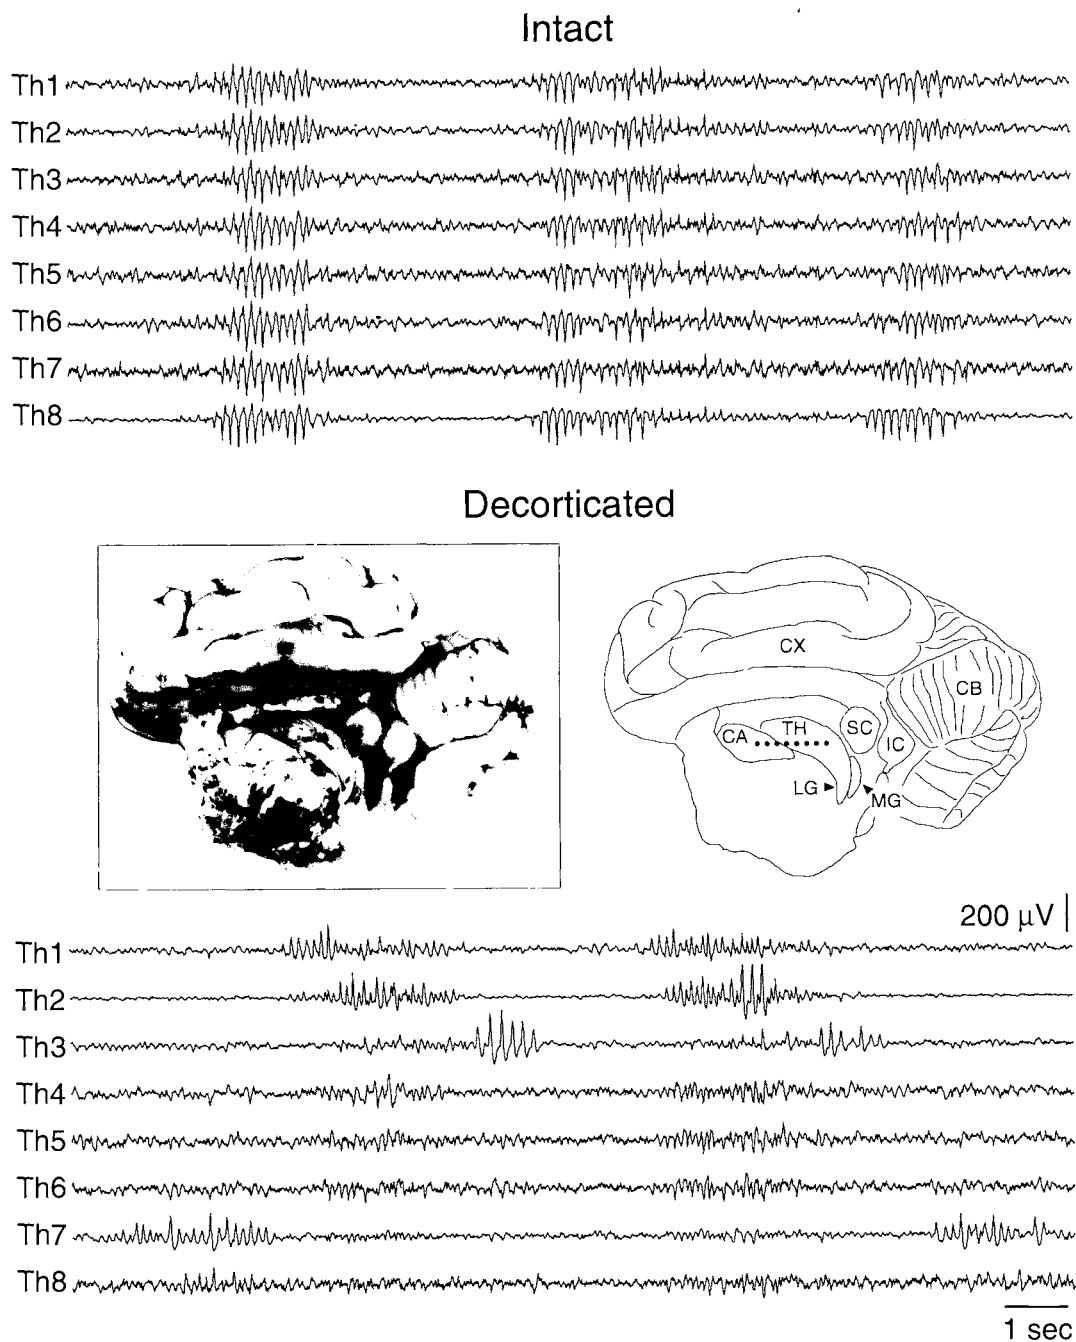 Intact
Th1
Th2
Th3
Th4
Th5
Th6
Th7
Th8
Decorticated
CX
CB
CA TH SC IC
LG MG
200 μV
Th1
Th2
Th3
Th4
Th5
Th6
Th7
Th8
1 sec